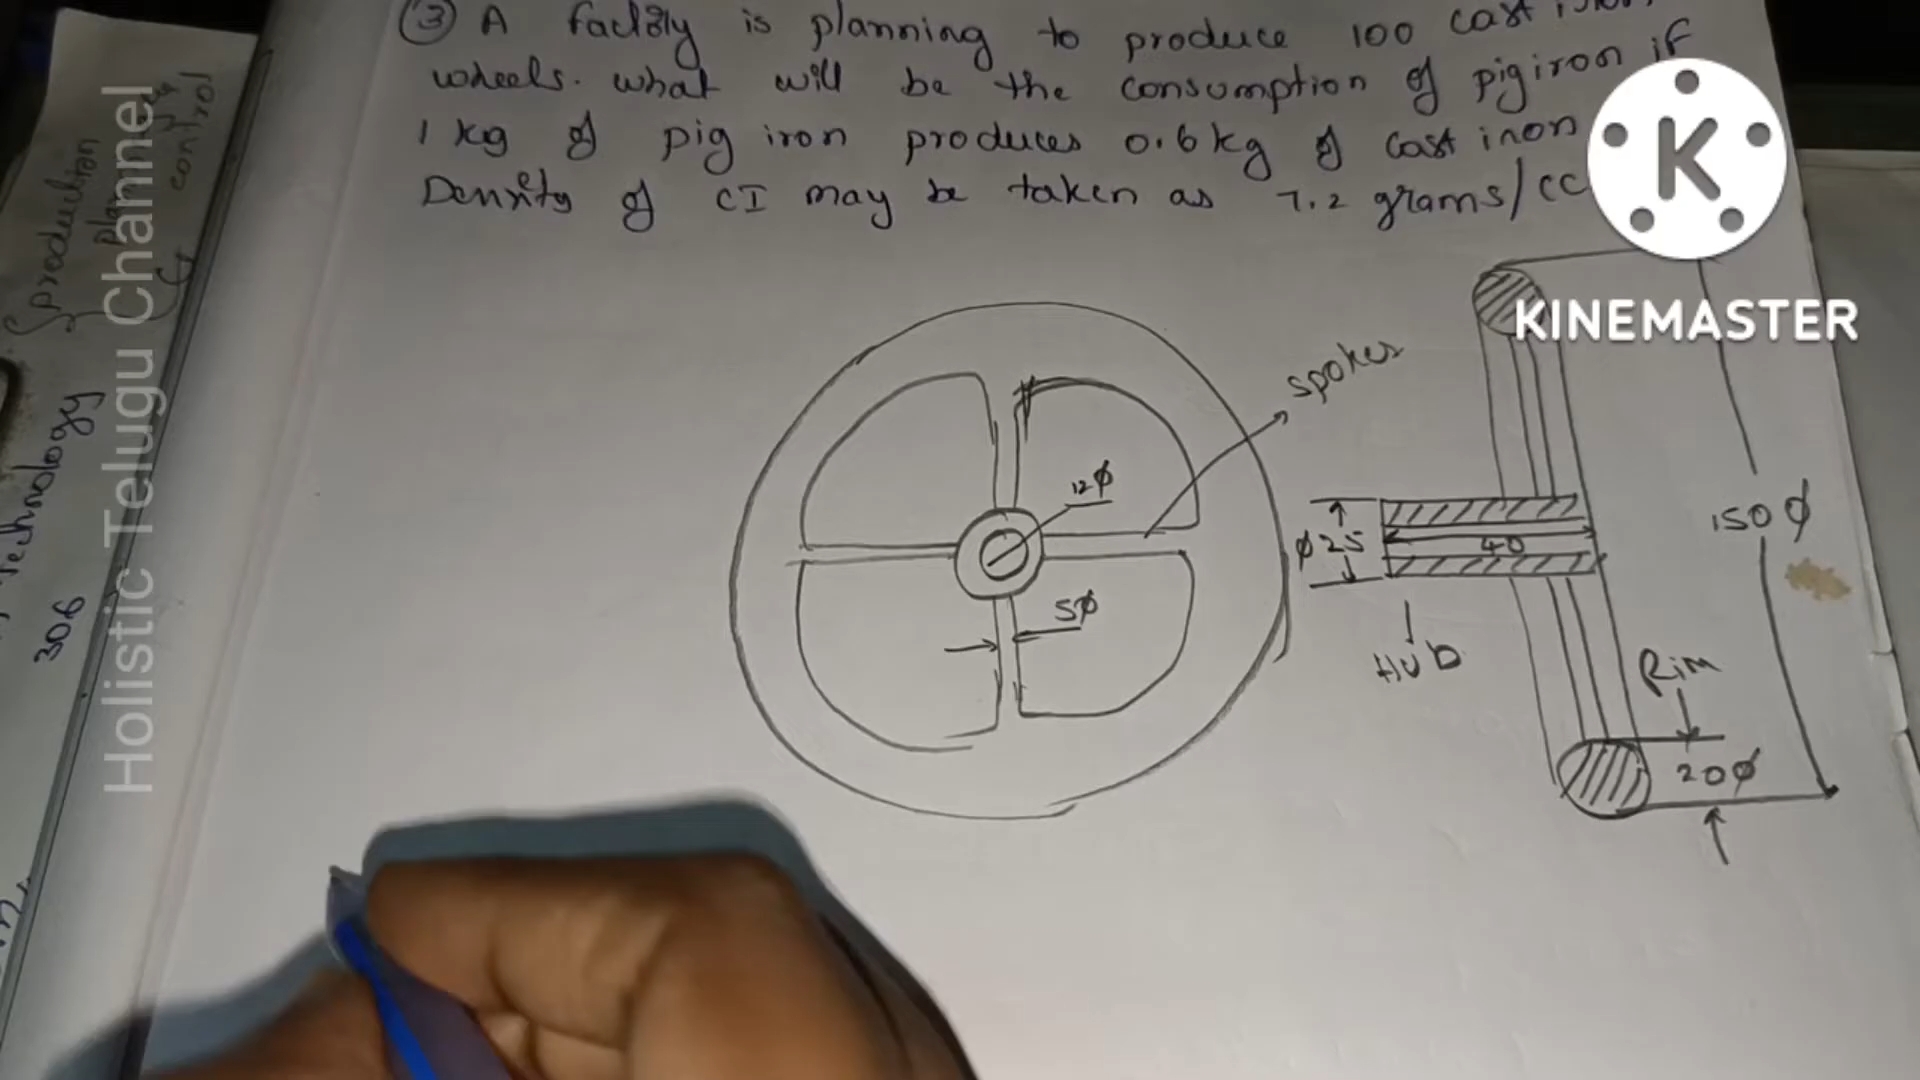 ③ A factory is planning to produce 100 cast iron
wheels. what will be the consumption of pig iron if
1 kg of pig iron produces 0.6 kg of cast iron
Density of CI may be taken as 7.2 grams/cc
K
KINEMASTER
Holistic Telugu Channel
production
control
Technology
306
spokes
12φ
5φ
φ25
40
150φ
Hub
Rim
20φ